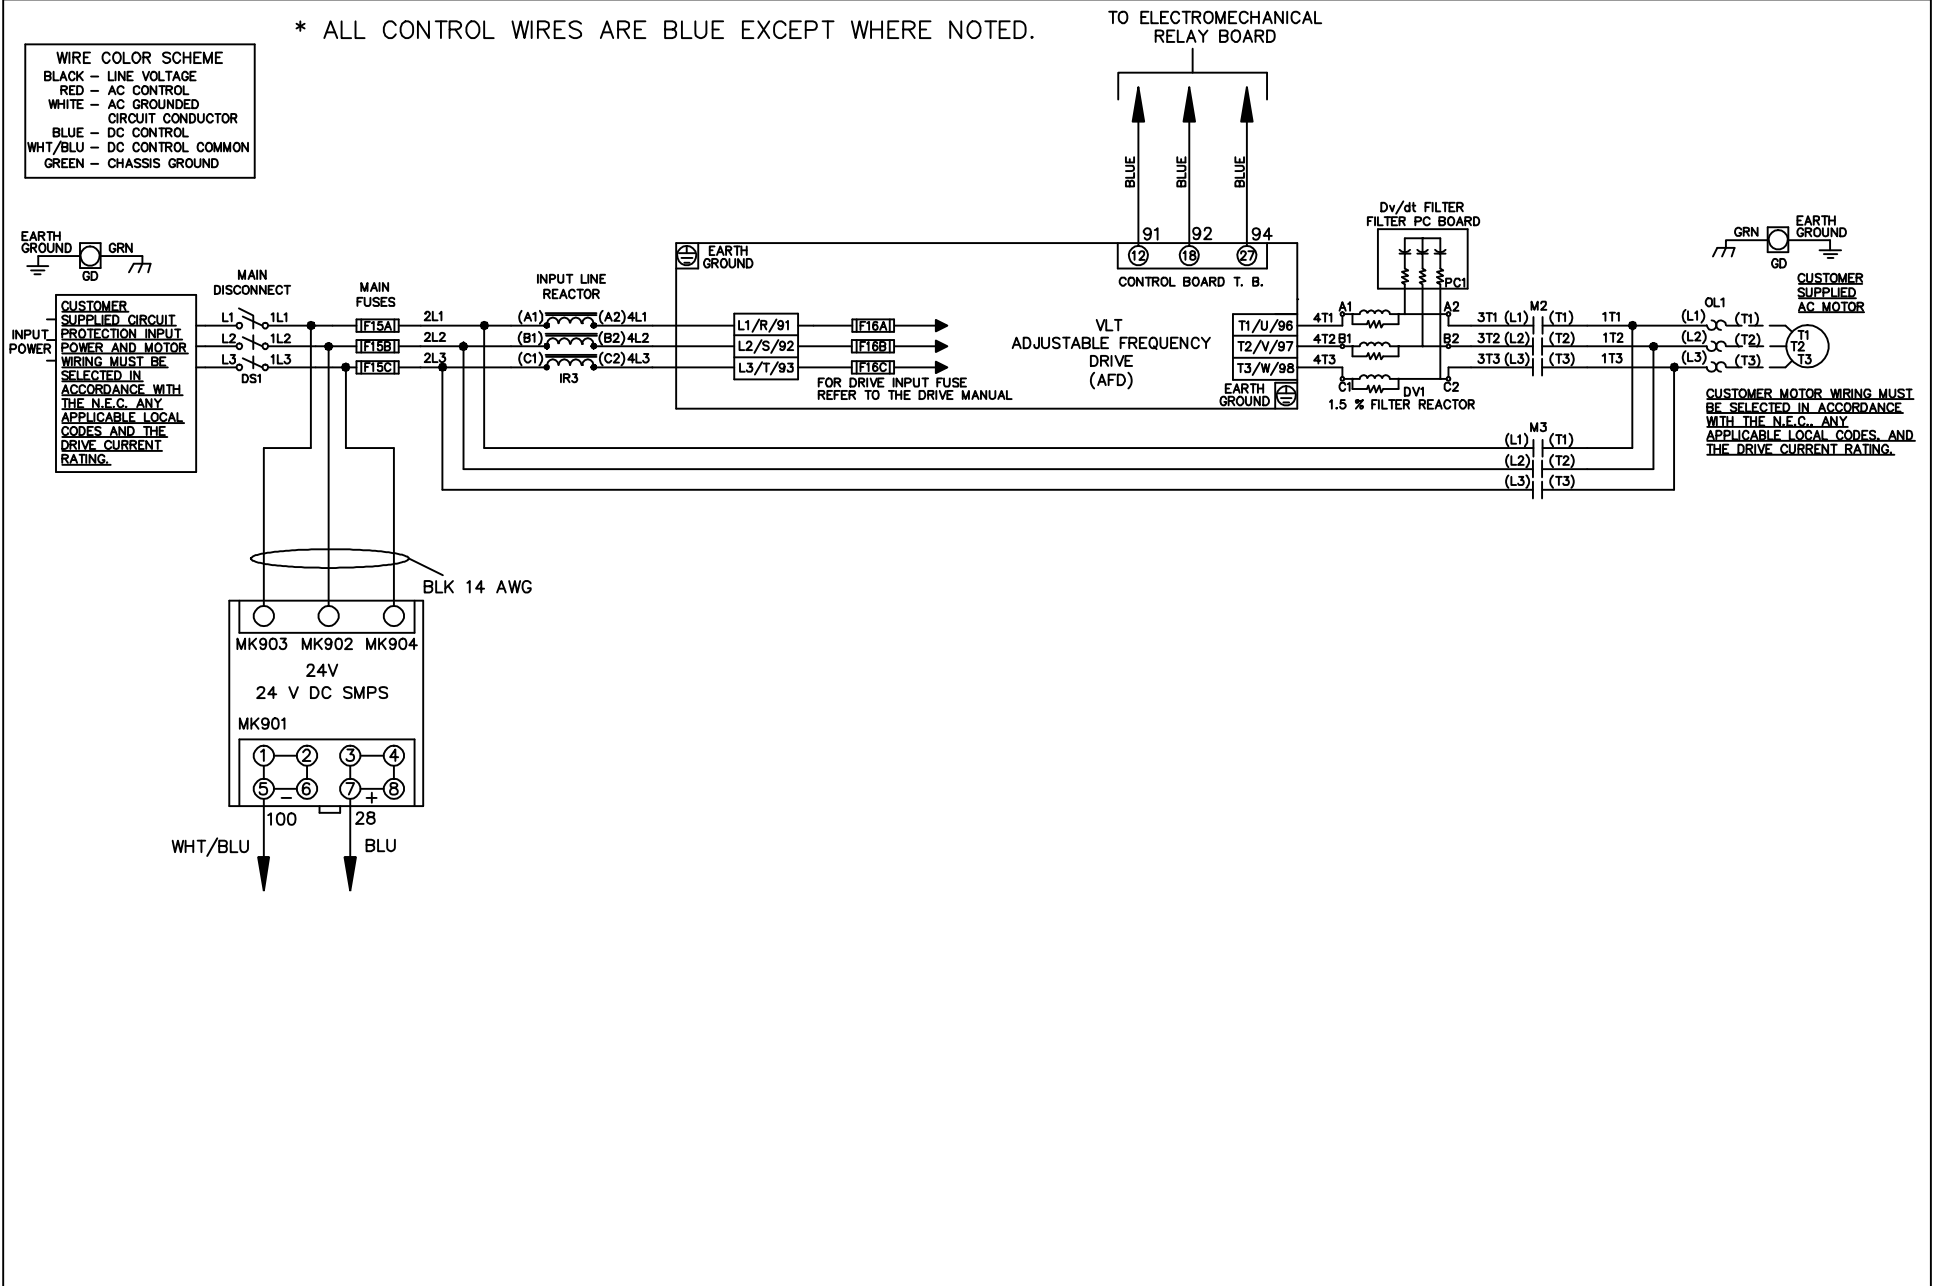 * ALL CONTROL WIRES ARE BLUE EXCEPT WHERE NOTED.
TO ELECTROMECHANICAL
RELAY BOARD
WIRE COLOR SCHEME
BLACK – LINE VOLTAGE
RED – AC CONTROL
WHITE – AC GROUNDED
CIRCUIT CONDUCTOR
BLUE – DC CONTROL
WHT/BLU – DC CONTROL COMMON
GREEN – CHASSIS GROUND
BLUE
BLUE
BLUE
91 92 94
12 18 27
CONTROL BOARD T. B.
EARTH
GROUND
GRN
GD
INPUT
POWER
CUSTOMER
SUPPLIED CIRCUIT
PROTECTION INPUT
POWER AND MOTOR
WIRING MUST BE
SELECTED IN
ACCORDANCE WITH
THE N.E.C. ANY
APPLICABLE LOCAL
CODES AND THE
DRIVE CURRENT
RATING.
MAIN
DISCONNECT
L1 1L1
L2 1L2
L3 1L3
DS1
MAIN
FUSES
F15A
F15B
F15C
2L1
2L2
2L3
INPUT LINE
REACTOR
(A1) (A2) 4L1
(B1) (B2) 4L2
(C1) (C2) 4L3
IR3
EARTH
GROUND
L1/R/91
L2/S/92
L3/T/93
F16A
F16B
F16C
FOR DRIVE INPUT FUSE
REFER TO THE DRIVE MANUAL
VLT
ADJUSTABLE FREQUENCY
DRIVE
(AFD)
T1/U/96
T2/V/97
T3/W/98
EARTH
GROUND
Dv/dt FILTER
FILTER PC BOARD
PC1
4T1 A1 A2
4T2 B1 B2
4T3 C1 C2
DV1
1.5 % FILTER REACTOR
M2
3T1 (L1) (T1) 1T1
3T2 (L2) (T2) 1T2
3T3 (L3) (T3) 1T3
M3
(L1) (T1)
(L2) (T2)
(L3) (T3)
OL1
(L1) (T1)
(L2) (T2)
(L3) (T3)
T1
T2
T3
GRN
EARTH
GROUND
GD
CUSTOMER
SUPPLIED
AC MOTOR
CUSTOMER MOTOR WIRING MUST
BE SELECTED IN ACCORDANCE
WITH THE N.E.C., ANY
APPLICABLE LOCAL CODES, AND
THE DRIVE CURRENT RATING.
BLK 14 AWG
MK903 MK902 MK904
24V
24 V DC SMPS
MK901
1 2 3 4
5 – 6 7 + 8
100 28
WHT/BLU BLU